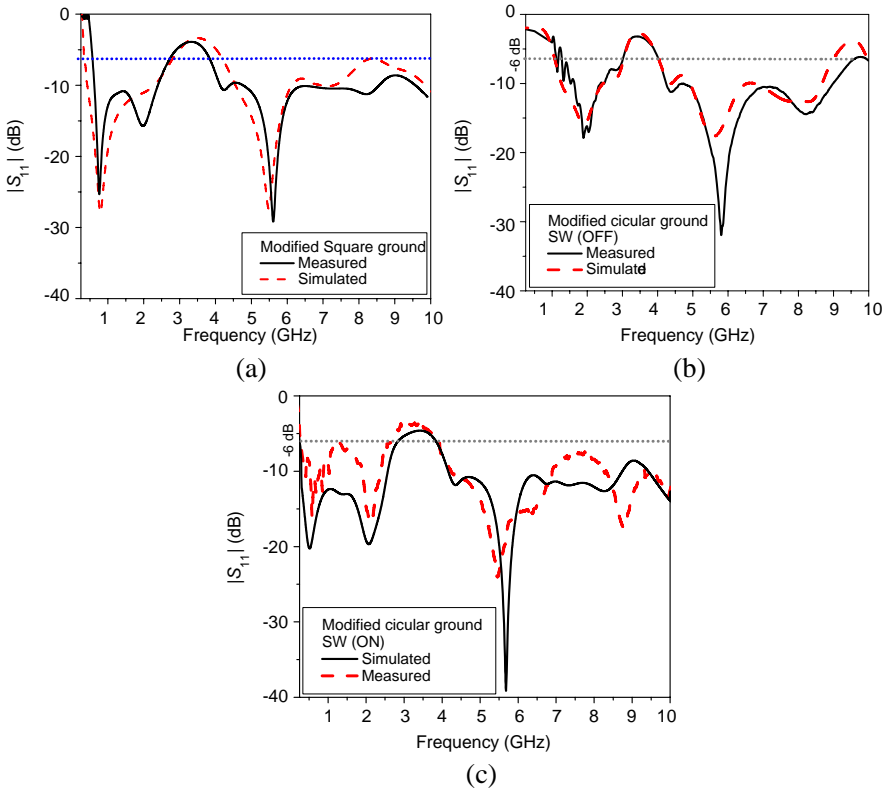 0
-10
-20
-30
-40
|S11| (dB)
Modified Square ground
Measured
Simulated
1 2 3 4 5 6 7 8 9 10
Frequency (GHz)
(a)
0
-6 dB
-10
-20
-30
-40
|S11| (dB)
Modified cicular ground
SW (OFF)
Measured
Simulated
1 2 3 4 5 6 7 8 9 10
Frequency (GHz)
(b)
0
-6 dB
-10
-20
-30
-40
|S11| (dB)
Modified cicular ground
SW (ON)
Simulated
Measured
1 2 3 4 5 6 7 8 9 10
Frequency (GHz)
(c)